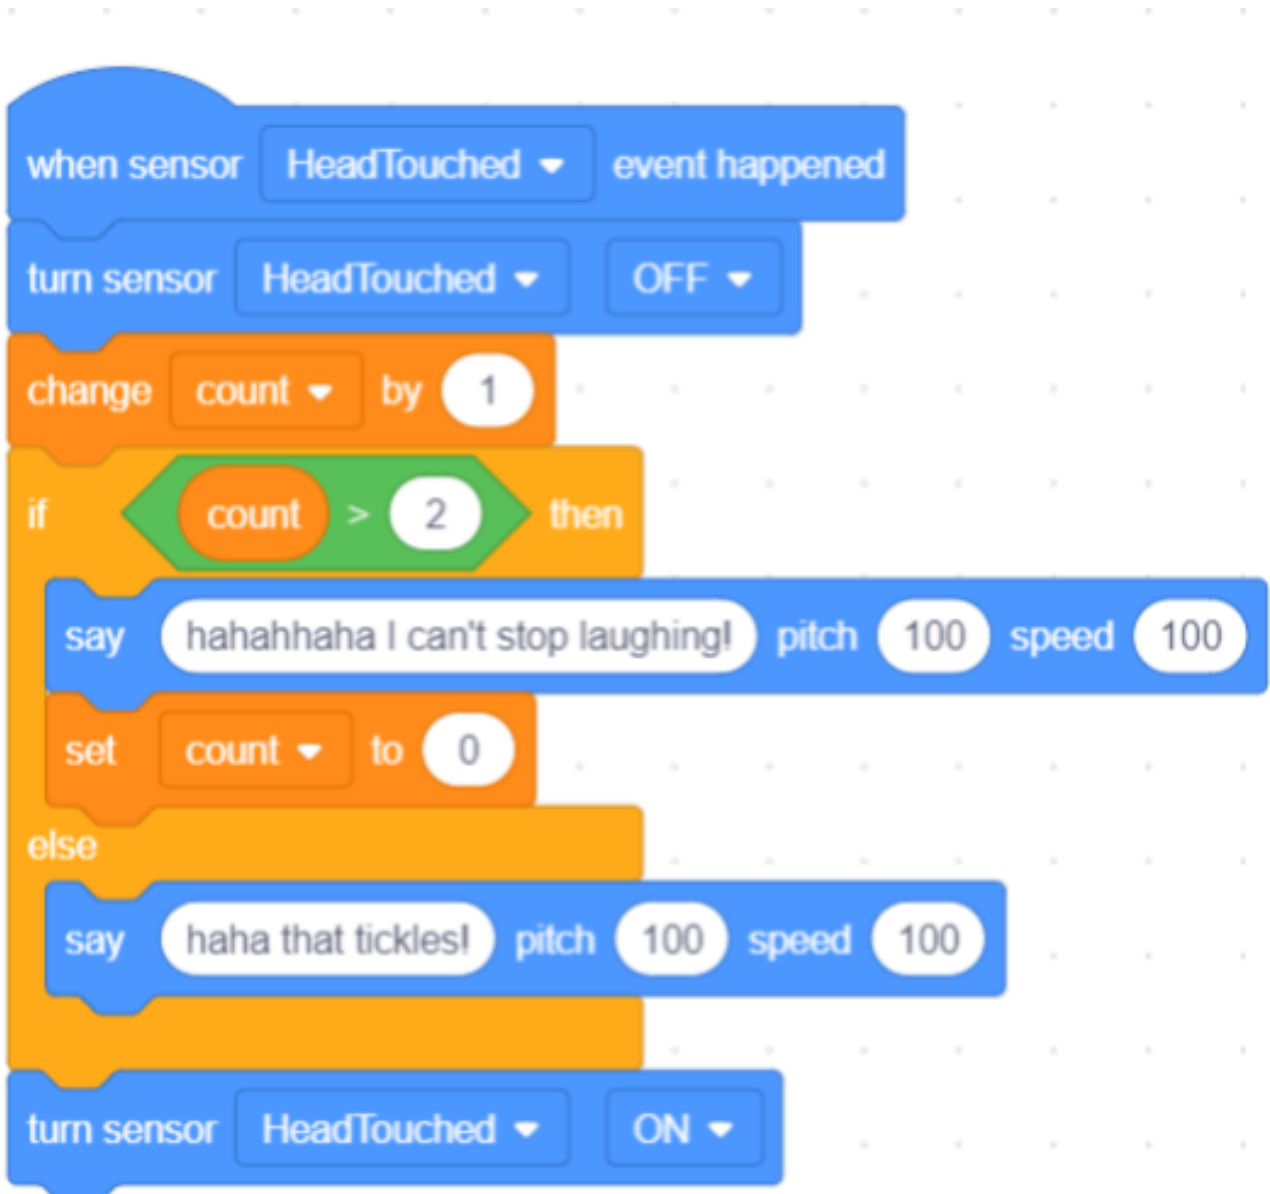 when sensor HeadTouched event happened
turn sensor HeadTouched OFF
change count by 1
if count > 2 then
say hahahhaha I can't stop laughing! pitch 100 speed 100
set count to 0
else
say haha that tickles! pitch 100 speed 100
turn sensor HeadTouched ON